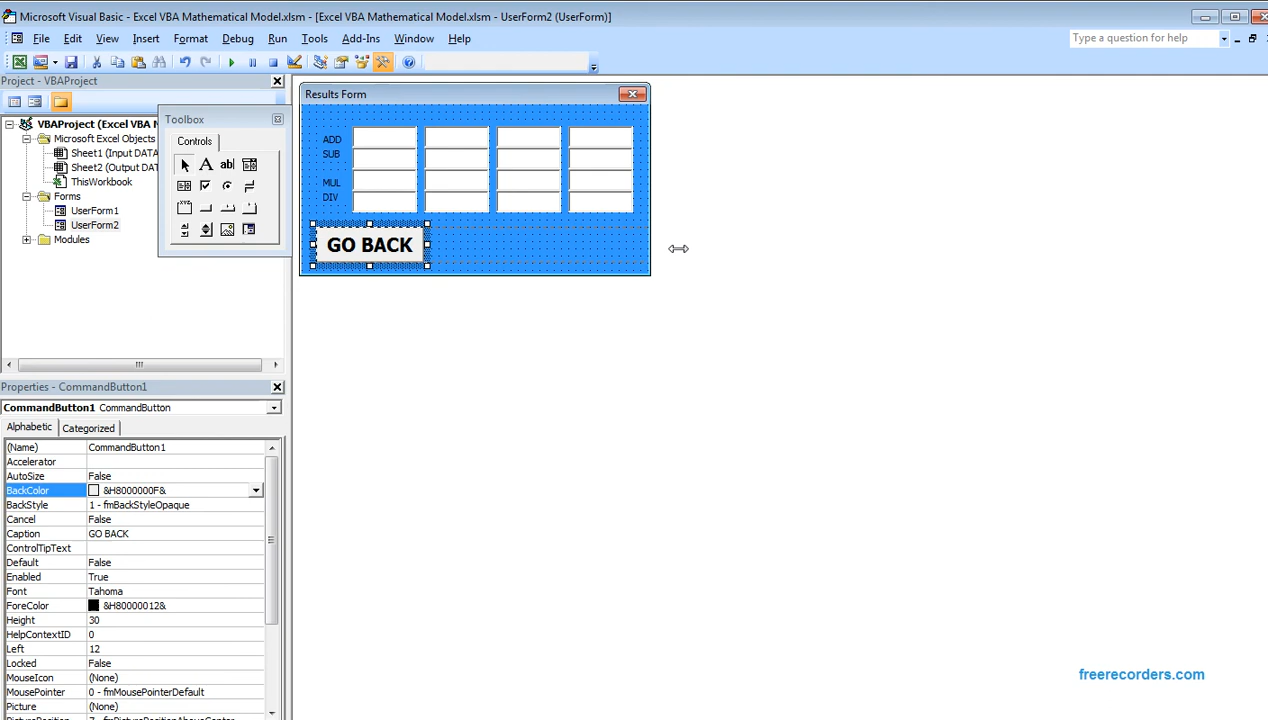 Microsoft Visual Basic - Excel VBA Mathematical Model.xlsm - [Excel VBA Mathematical Model.xlsm - UserForm2 (UserForm)]
File Edit View Insert Format Debug Run Tools Add-Ins Window Help
Type a question for help
Project - VBAProject
VBAProject (Excel VBA
Microsoft Excel Objects
Sheet1 (Input DATA
Sheet2 (Output DAT
ThisWorkbook
Forms
UserForm1
UserForm2
Modules
Toolbox
Controls
A
ab
Results Form
ADD
SUB
MUL
DIV
GO BACK
Properties - CommandButton1
CommandButton1 CommandButton
Alphabetic Categorized
(Name) CommandButton1
Accelerator
AutoSize False
BackColor &H8000000F&
BackStyle 1 - fmBackStyleOpaque
Cancel False
Caption GO BACK
ControlTipText
Default False
Enabled True
Font Tahoma
ForeColor &H80000012&
Height 30
HelpContextID 0
Left 12
Locked False
MouseIcon (None)
MousePointer 0 - fmMousePointerDefault
Picture (None)
freerecorders.com